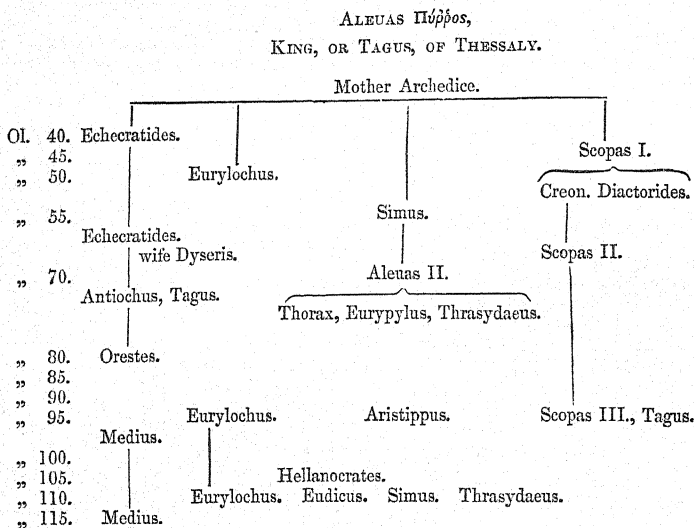 ALEUAS Πύῤῥος,
KING, OR TAGUS, OF THESSALY.
Mother Archedice.
Ol. 40. Echecratides.
„ 45. Scopas I.
„ 50. Eurylochus.
Creon. Diactorides.
„ 55. Simus.
Echecratides.
wife Dyseris. Scopas II.
„ 70. Aleuas II.
Antiochus, Tagus.
Thorax, Eurypylus, Thrasydaeus.
„ 80. Orestes.
„ 85.
„ 90.
„ 95. Eurylochus. Aristippus. Scopas III., Tagus.
Medius.
„ 100.
„ 105. Hellanocrates.
„ 110. Eurylochus. Eudicus. Simus. Thrasydaeus.
„ 115. Medius.